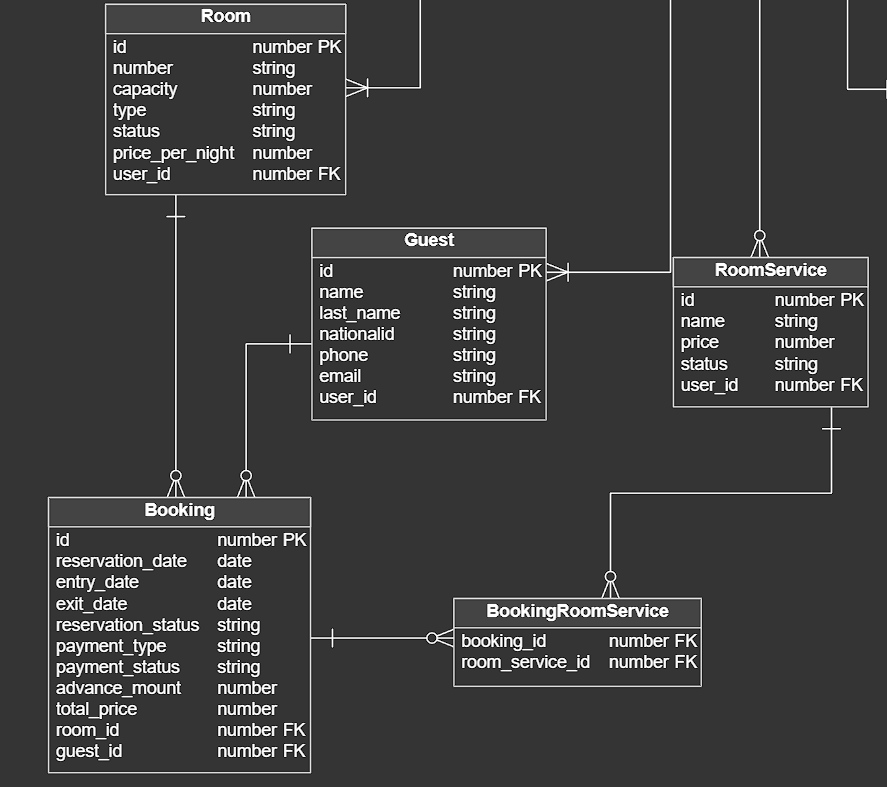 Room
id number PK
number string
capacity number
type string
status string
price_per_night number
user_id number FK
Guest
id number PK
name string
last_name string
nationalid string
phone string
email string
user_id number FK
RoomService
id number PK
name string
price number
status string
user_id number FK
Booking
id number PK
reservation_date date
entry_date date
exit_date date
reservation_status string
payment_type string
payment_status string
advance_mount number
total_price number
room_id number FK
guest_id number FK
BookingRoomService
booking_id number FK
room_service_id number FK